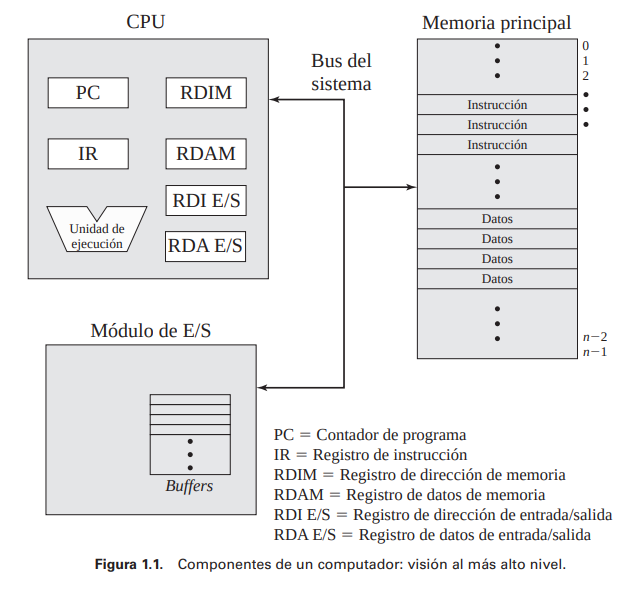 CPU
Memoria principal
Bus del
sistema
PC
RDIM
IR
RDAM
RDI E/S
RDA E/S
Unidad de
ejecución
0
1
2
Instrucción
Instrucción
Instrucción
Datos
Datos
Datos
Datos
n−2
n−1
Módulo de E/S
Buffers
PC = Contador de programa
IR = Registro de instrucción
RDIM = Registro de dirección de memoria
RDAM = Registro de datos de memoria
RDI E/S = Registro de dirección de entrada/salida
RDA E/S = Registro de datos de entrada/salida
Figura 1.1. Componentes de un computador: visión al más alto nivel.